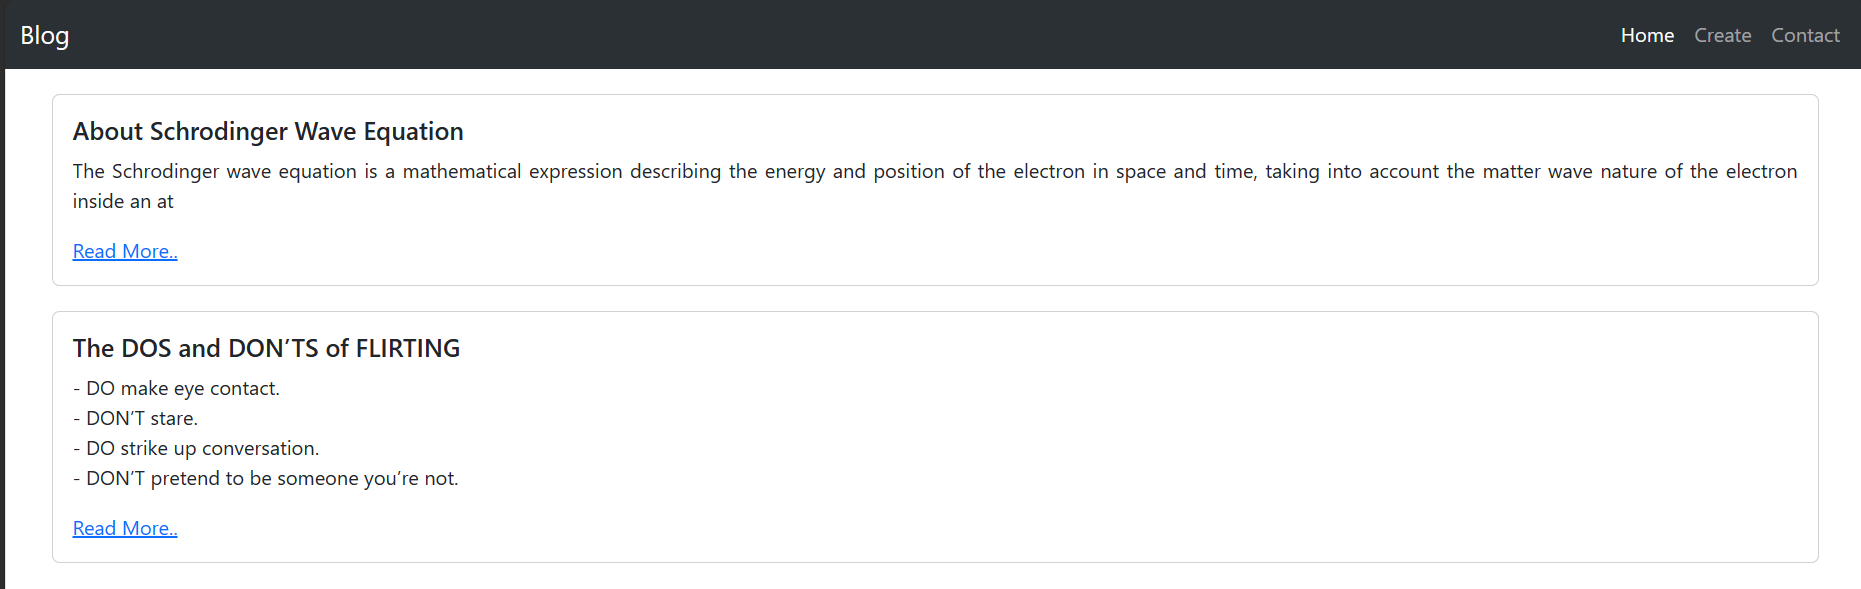 Blog
Home Create Contact
About Schrodinger Wave Equation
The Schrodinger wave equation is a mathematical expression describing the energy and position of the electron in space and time, taking into account the matter wave nature of the electron
inside an at
Read More..
The DOS and DON’TS of FLIRTING
- DO make eye contact.
- DON’T stare.
- DO strike up conversation.
- DON’T pretend to be someone you’re not.
Read More..